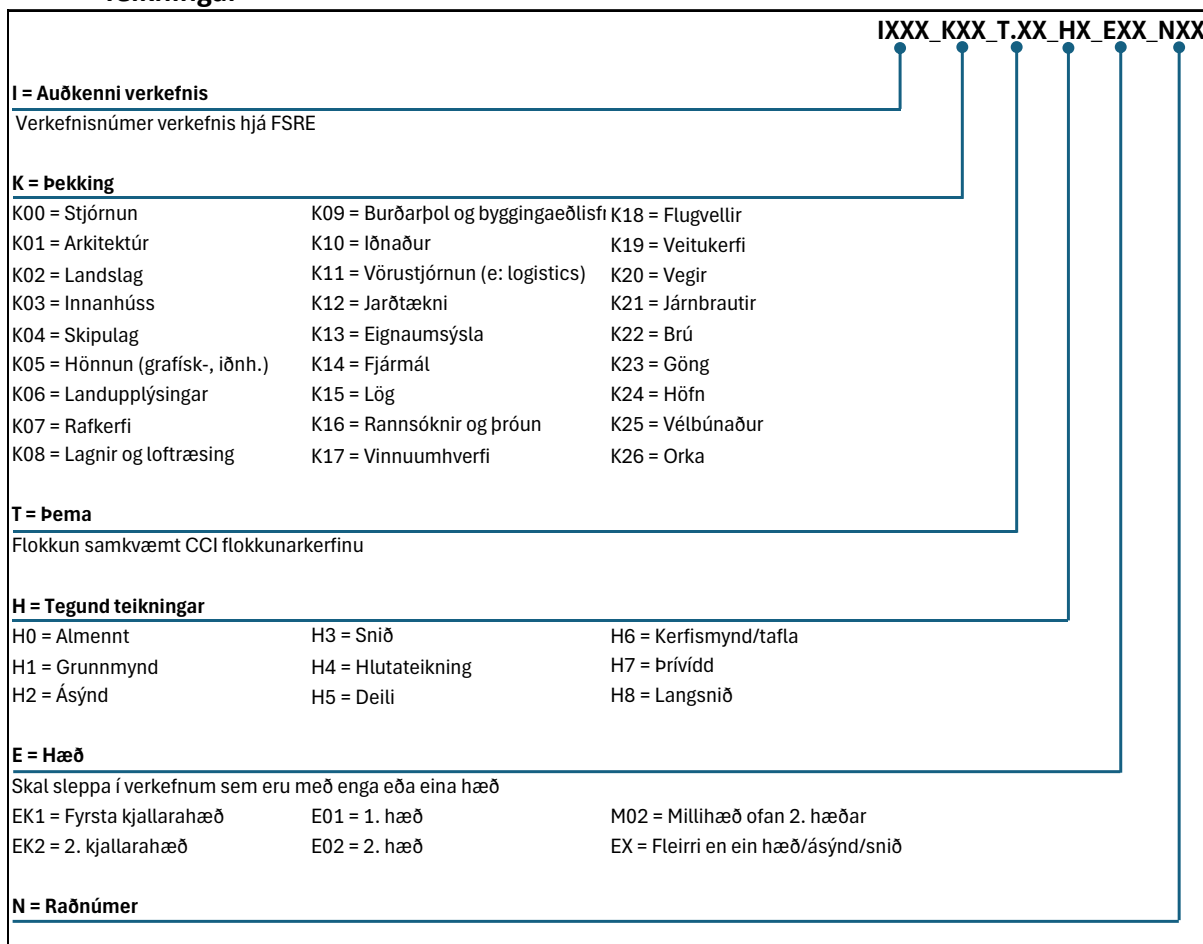 IXXX_KXX_T.XX_HX_EXX_NXX
I = Auðkenni verkefnis
Verkefnisnúmer verkefnis hjá FSRE
K = Þekking
K00 = Stjórnun
K01 = Arkitektúr
K02 = Landslag
K03 = Innanhúss
K04 = Skipulag
K05 = Hönnun (grafísk-, iðnh.)
K06 = Landupplýsingar
K07 = Rafkerfi
K08 = Lagnir og loftræsing
K09 = Burðarþol og byggingaeðlisfr
K10 = Iðnaður
K11 = Vörustjórnun (e: logistics)
K12 = Jarðtækni
K13 = Eignaumsýsla
K14 = Fjármál
K15 = Lög
K16 = Rannsóknir og þróun
K17 = Vinnuumhverfi
K18 = Flugvellir
K19 = Veitukerfi
K20 = Vegir
K21 = Járnbrautir
K22 = Brú
K23 = Göng
K24 = Höfn
K25 = Vélbúnaður
K26 = Orka
T = Þema
Flokkun samkvæmt CCI flokkunarkerfinu
H = Tegund teikningar
H0 = Almennt
H1 = Grunnmynd
H2 = Ásýnd
H3 = Snið
H4 = Hlutateikning
H5 = Deili
H6 = Kerfismynd/tafla
H7 = Þrívídd
H8 = Langsnið
E = Hæð
Skal sleppa í verkefnum sem eru með enga eða eina hæð
EK1 = Fyrsta kjallarahæð
EK2 = 2. kjallarahæð
E01 = 1. hæð
E02 = 2. hæð
M02 = Millihæð ofan 2. hæðar
EX = Fleirri en ein hæð/ásýnd/snið
N = Raðnúmer